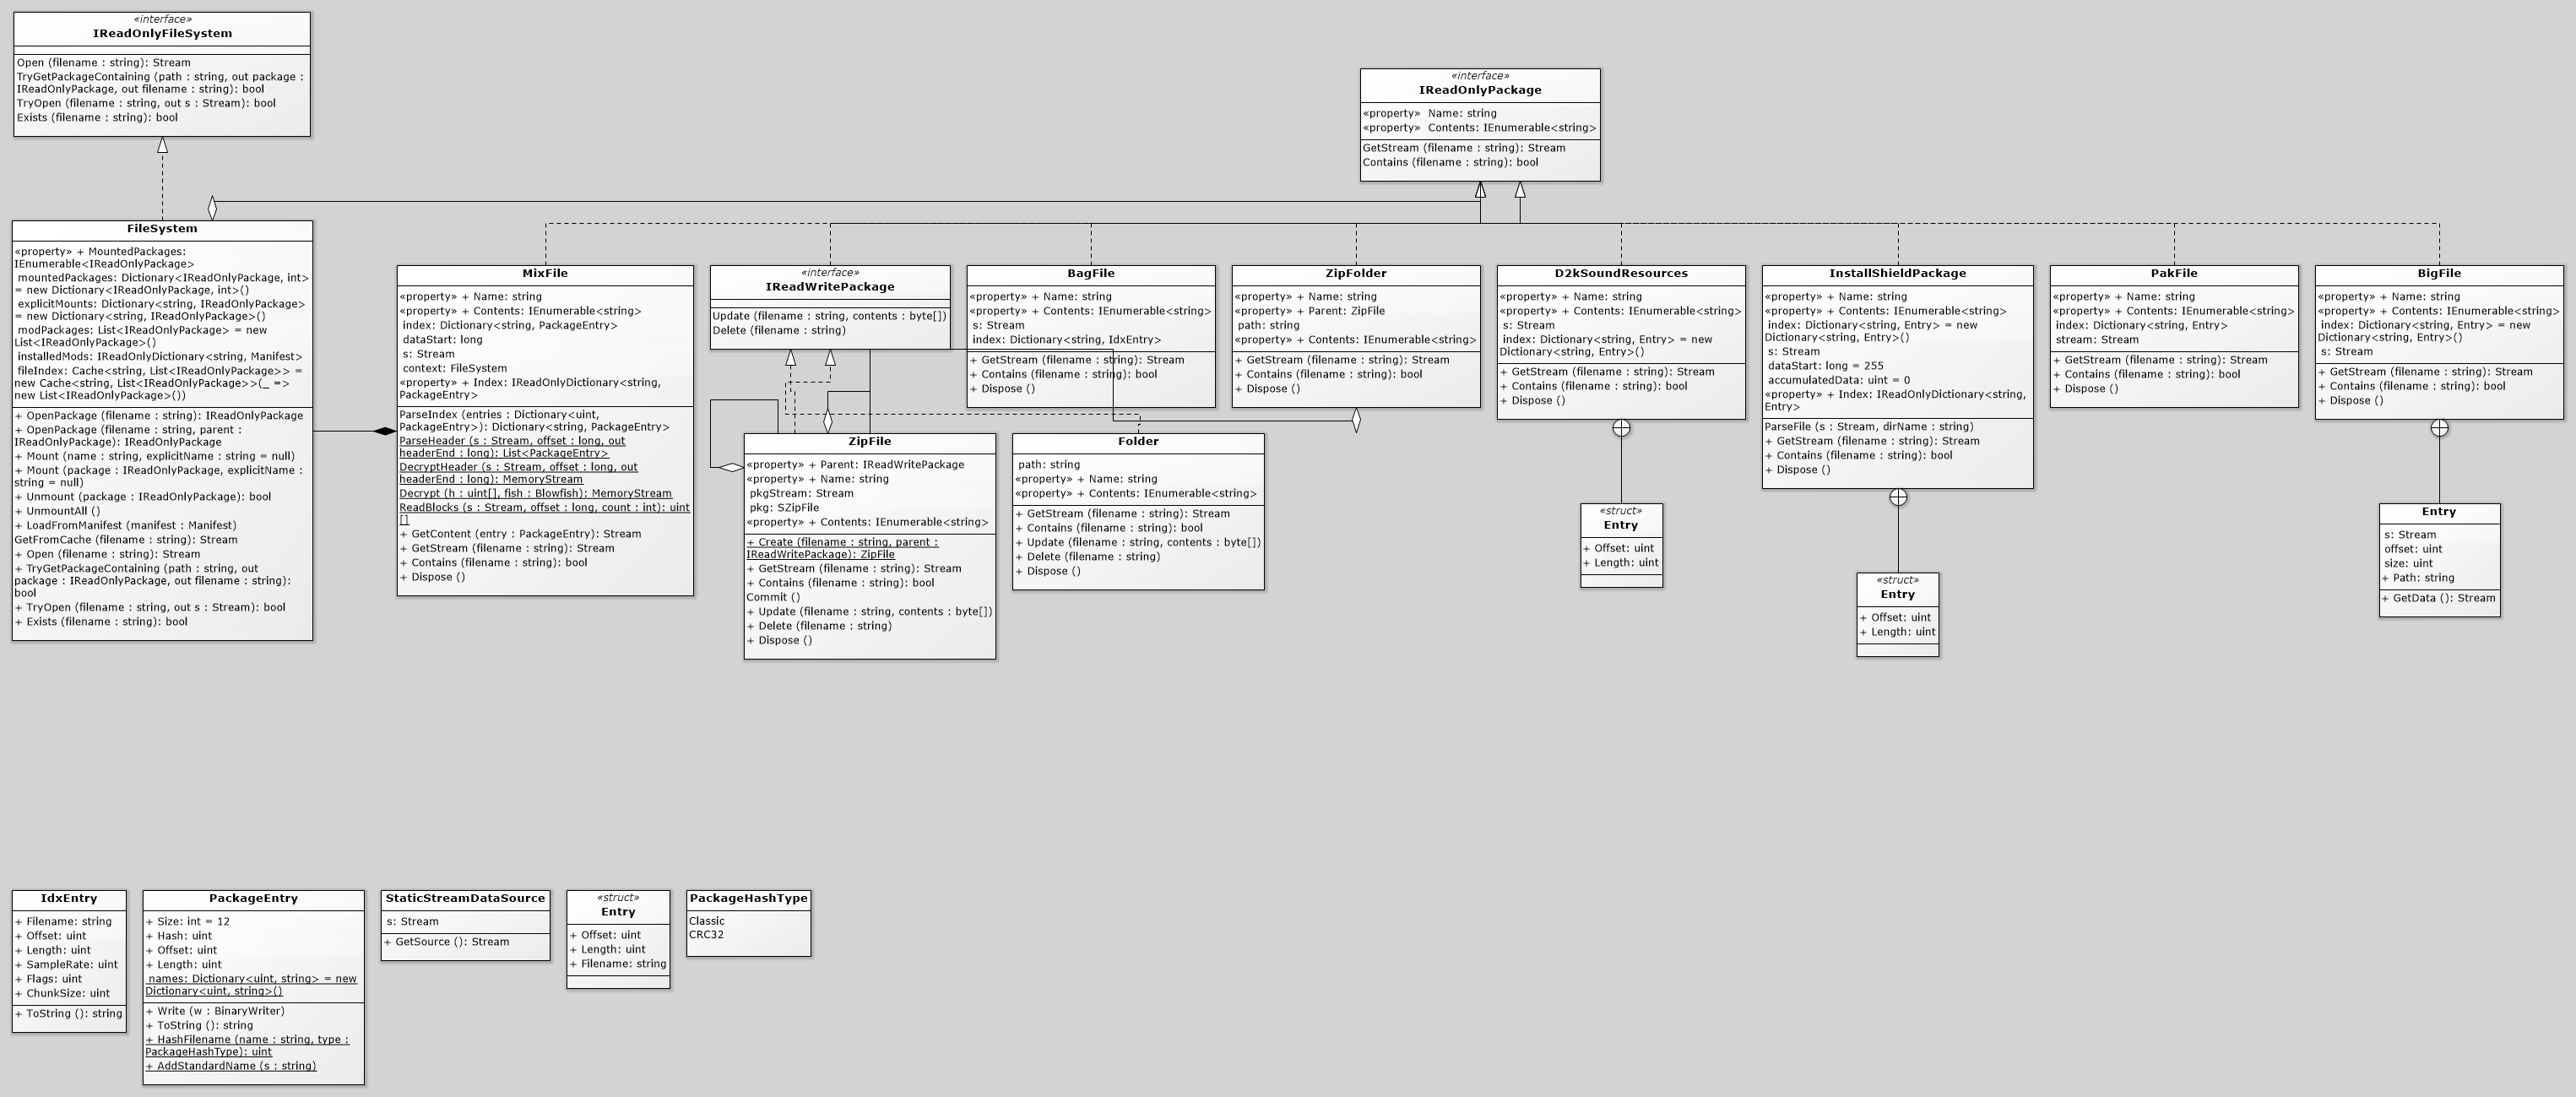 «interface»
IReadOnlyFileSystem
Open (filename : string): Stream
TryGetPackageContaining (path : string, out package :
IReadOnlyPackage, out filename : string): bool
TryOpen (filename : string, out s : Stream): bool
Exists (filename : string): bool
«interface»
IReadOnlyPackage
«property»  Name: string
«property»  Contents: IEnumerable<string>
GetStream (filename : string): Stream
Contains (filename : string): bool
FileSystem
«property» + MountedPackages:
IEnumerable<IReadOnlyPackage>
mountedPackages: Dictionary<IReadOnlyPackage, int>
= new Dictionary<IReadOnlyPackage, int>()
explicitMounts: Dictionary<string, IReadOnlyPackage>
= new Dictionary<string, IReadOnlyPackage>()
modPackages: List<IReadOnlyPackage> = new
List<IReadOnlyPackage>()
installedMods: IReadOnlyDictionary<string, Manifest>
fileIndex: Cache<string, List<IReadOnlyPackage>> =
new Cache<string, List<IReadOnlyPackage>>(_ =>
new List<IReadOnlyPackage>())
+ OpenPackage (filename : string): IReadOnlyPackage
+ OpenPackage (filename : string, parent :
IReadOnlyPackage): IReadOnlyPackage
+ Mount (name : string, explicitName : string = null)
+ Mount (package : IReadOnlyPackage, explicitName :
string = null)
+ Unmount (package : IReadOnlyPackage): bool
+ UnmountAll ()
+ LoadFromManifest (manifest : Manifest)
GetFromCache (filename : string): Stream
+ Open (filename : string): Stream
+ TryGetPackageContaining (path : string, out
package : IReadOnlyPackage, out filename : string):
bool
+ TryOpen (filename : string, out s : Stream): bool
+ Exists (filename : string): bool
MixFile
«property» + Name: string
«property» + Contents: IEnumerable<string>
index: Dictionary<string, PackageEntry>
dataStart: long
s: Stream
context: FileSystem
«property» + Index: IReadOnlyDictionary<string,
PackageEntry>
ParseIndex (entries : Dictionary<uint,
PackageEntry>): Dictionary<string, PackageEntry>
ParseHeader (s : Stream, offset : long, out
headerEnd : long): List<PackageEntry>
DecryptHeader (s : Stream, offset : long, out
headerEnd : long): MemoryStream
Decrypt (h : uint[], fish : Blowfish): MemoryStream
ReadBlocks (s : Stream, offset : long, count : int): uint
[]
+ GetContent (entry : PackageEntry): Stream
+ GetStream (filename : string): Stream
+ Contains (filename : string): bool
+ Dispose ()
«interface»
IReadWritePackage
Update (filename : string, contents : byte[])
Delete (filename : string)
BagFile
«property» + Name: string
«property» + Contents: IEnumerable<string>
s: Stream
index: Dictionary<string, IdxEntry>
+ GetStream (filename : string): Stream
+ Contains (filename : string): bool
+ Dispose ()
ZipFolder
«property» + Name: string
«property» + Parent: ZipFile
path: string
«property» + Contents: IEnumerable<string>
+ GetStream (filename : string): Stream
+ Contains (filename : string): bool
+ Dispose ()
D2kSoundResources
«property» + Name: string
«property» + Contents: IEnumerable<string>
s: Stream
index: Dictionary<string, Entry> = new
Dictionary<string, Entry>()
+ GetStream (filename : string): Stream
+ Contains (filename : string): bool
+ Dispose ()
InstallShieldPackage
«property» + Name: string
«property» + Contents: IEnumerable<string>
index: Dictionary<string, Entry> = new
Dictionary<string, Entry>()
s: Stream
dataStart: long = 255
accumulatedData: uint = 0
«property» + Index: IReadOnlyDictionary<string,
Entry>
ParseFile (s : Stream, dirName : string)
+ GetStream (filename : string): Stream
+ Contains (filename : string): bool
+ Dispose ()
PakFile
«property» + Name: string
«property» + Contents: IEnumerable<string>
index: Dictionary<string, Entry>
stream: Stream
+ GetStream (filename : string): Stream
+ Contains (filename : string): bool
+ Dispose ()
BigFile
«property» + Name: string
«property» + Contents: IEnumerable<string>
index: Dictionary<string, Entry> = new
Dictionary<string, Entry>()
s: Stream
+ GetStream (filename : string): Stream
+ Contains (filename : string): bool
+ Dispose ()
ZipFile
«property» + Parent: IReadWritePackage
«property» + Name: string
pkgStream: Stream
pkg: SZipFile
«property» + Contents: IEnumerable<string>
+ Create (filename : string, parent :
IReadWritePackage): ZipFile
+ GetStream (filename : string): Stream
+ Contains (filename : string): bool
Commit ()
+ Update (filename : string, contents : byte[])
+ Delete (filename : string)
+ Dispose ()
Folder
path: string
«property» + Name: string
«property» + Contents: IEnumerable<string>
+ GetStream (filename : string): Stream
+ Contains (filename : string): bool
+ Update (filename : string, contents : byte[])
+ Delete (filename : string)
+ Dispose ()
«struct»
Entry
+ Offset: uint
+ Length: uint
«struct»
Entry
+ Offset: uint
+ Length: uint
Entry
s: Stream
offset: uint
size: uint
+ Path: string
+ GetData (): Stream
IdxEntry
+ Filename: string
+ Offset: uint
+ Length: uint
+ SampleRate: uint
+ Flags: uint
+ ChunkSize: uint
+ ToString (): string
PackageEntry
+ Size: int = 12
+ Hash: uint
+ Offset: uint
+ Length: uint
names: Dictionary<uint, string> = new
Dictionary<uint, string>()
+ Write (w : BinaryWriter)
+ ToString (): string
+ HashFilename (name : string, type :
PackageHashType): uint
+ AddStandardName (s : string)
StaticStreamDataSource
s: Stream
+ GetSource (): Stream
«struct»
Entry
+ Offset: uint
+ Length: uint
+ Filename: string
PackageHashType
Classic
CRC32